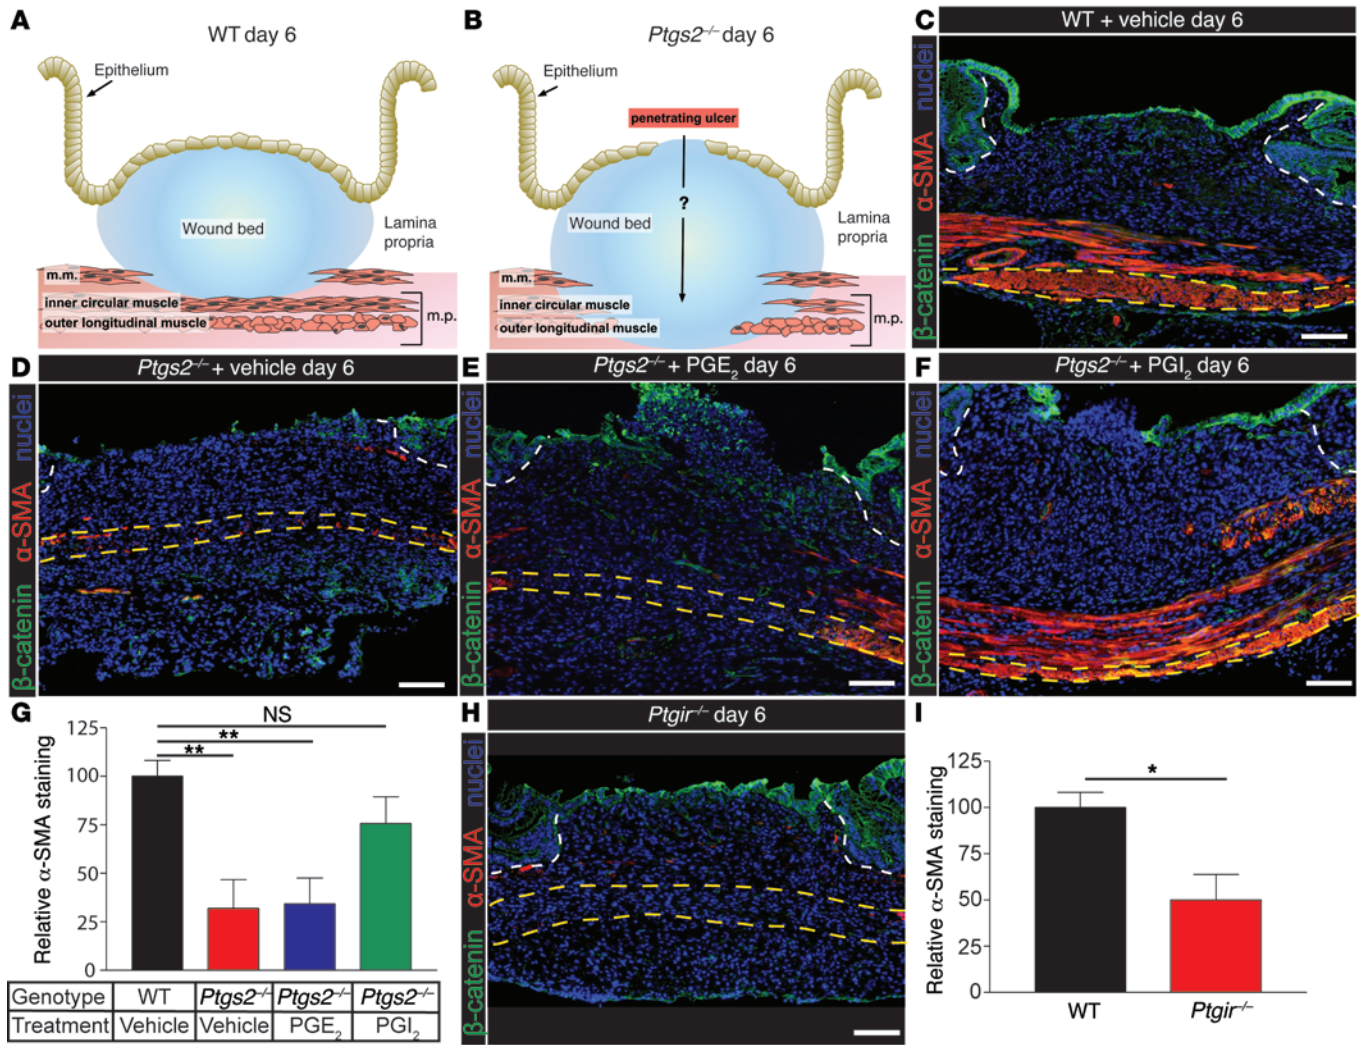 A
WT day 6
Epithelium
Wound bed
Lamina
propria
m.m.
inner circular muscle
outer longitudinal muscle
m.p.
B
Ptgs2–/– day 6
Epithelium
penetrating ulcer
?
Wound bed
Lamina
propria
m.m.
inner circular muscle
outer longitudinal muscle
m.p.
C
WT + vehicle day 6
β-catenin α-SMA nuclei
D
Ptgs2–/– + vehicle day 6
β-catenin α-SMA nuclei
E
Ptgs2–/– + PGE2 day 6
β-catenin α-SMA nuclei
F
Ptgs2–/– + PGI2 day 6
β-catenin α-SMA nuclei
G
Relative α-SMA staining
125
100
75
50
25
0
NS
**
**
Genotype WT Ptgs2–/– Ptgs2–/– Ptgs2–/–
Treatment Vehicle Vehicle PGE2 PGI2
H
Ptgir–/– day 6
β-catenin α-SMA nuclei
I
Relative α-SMA staining
125
100
75
50
25
0
*
WT Ptgir–/–